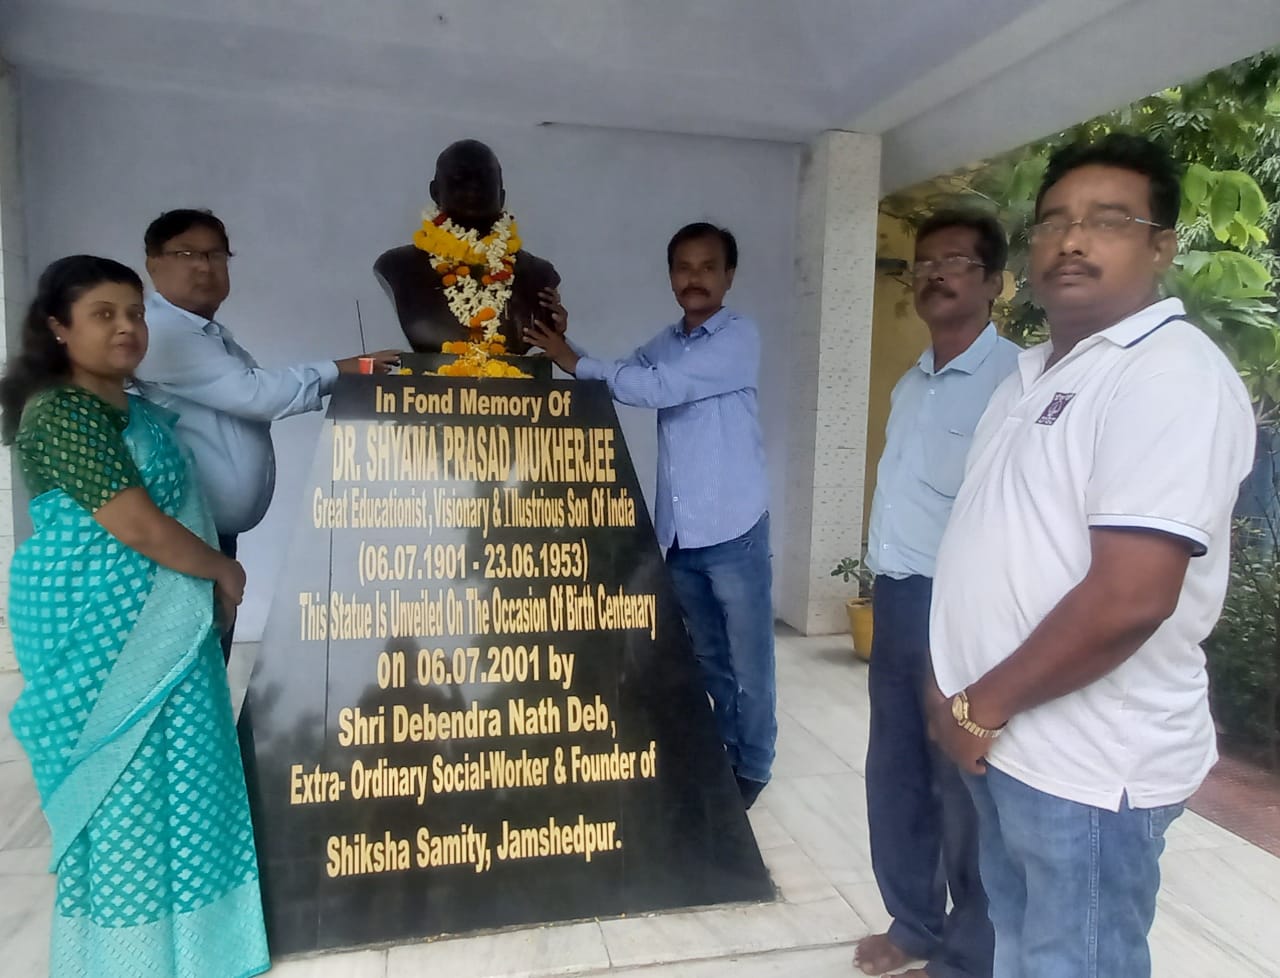 In Fond Memory Of
DR. SHYAMA PRASAD MUKHERJEE
Great Educationist, Visionary & Illustrious Son Of India
(06.07.1901 - 23.06.1953)
This Statue Is Unveiled On The Occasion Of Birth Centenary
on 06.07.2001 by
Shri Debendra Nath Deb,
Extra- Ordinary Social-Worker & Founder of
Shiksha Samity, Jamshedpur.